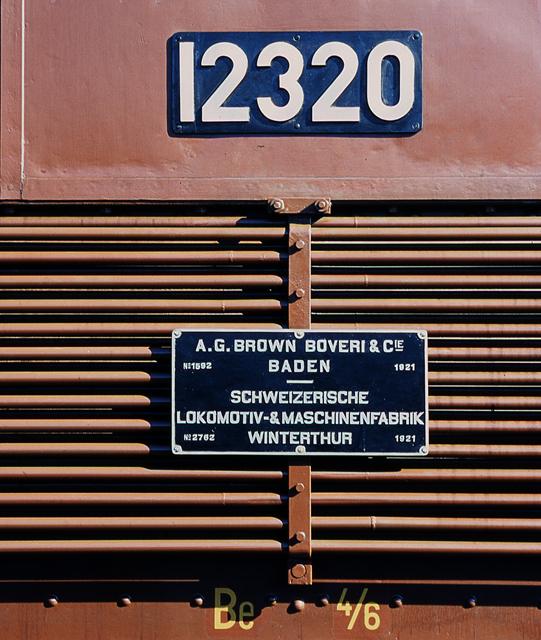 12320
A.G. BROWN BOVERI & CIE
No 1592 BADEN 1921
SCHWEIZERISCHE
LOKOMOTIV-& MASCHINENFABRIK
No 2762 WINTERTHUR 1921
Be 4/6